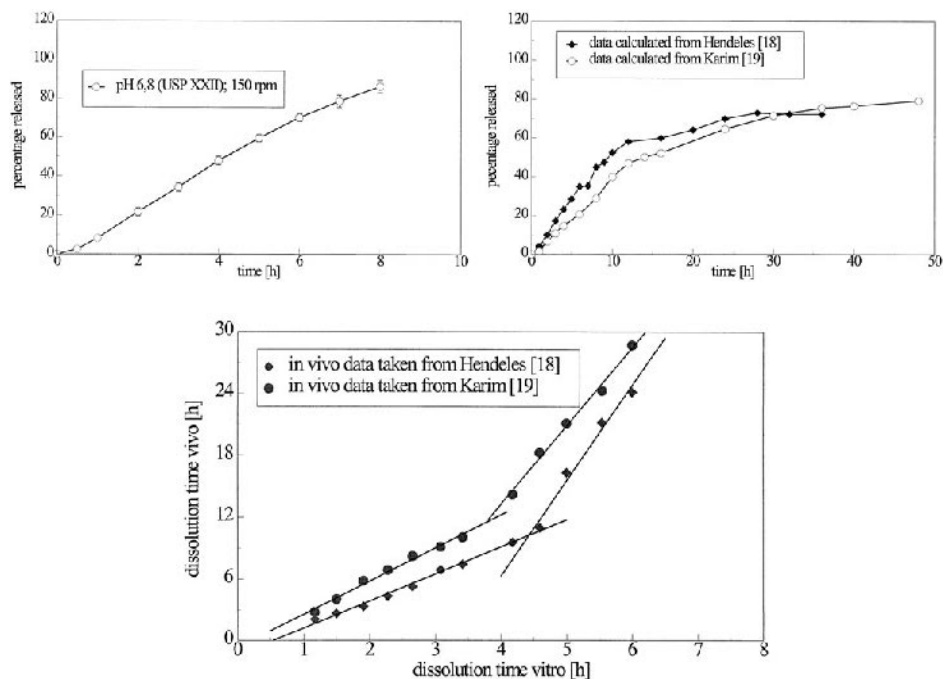 120
100
80
60
40
20
0
percentage released
pH 6,8 (USP XXII); 150 rpm
0 2 4 6 8 10
time [h]
120
100
80
60
40
20
0
pecentage released
data calculated from Hendeles [18]
data calculated from Karim [19]
0 10 20 30 40 50
time [h]
30
24
18
12
6
0
dissolution time vivo [h]
in vivo data taken from Hendeles [18]
in vivo data taken from Karim [19]
0 1 2 3 4 5 6 7 8
dissolution time vitro [h]